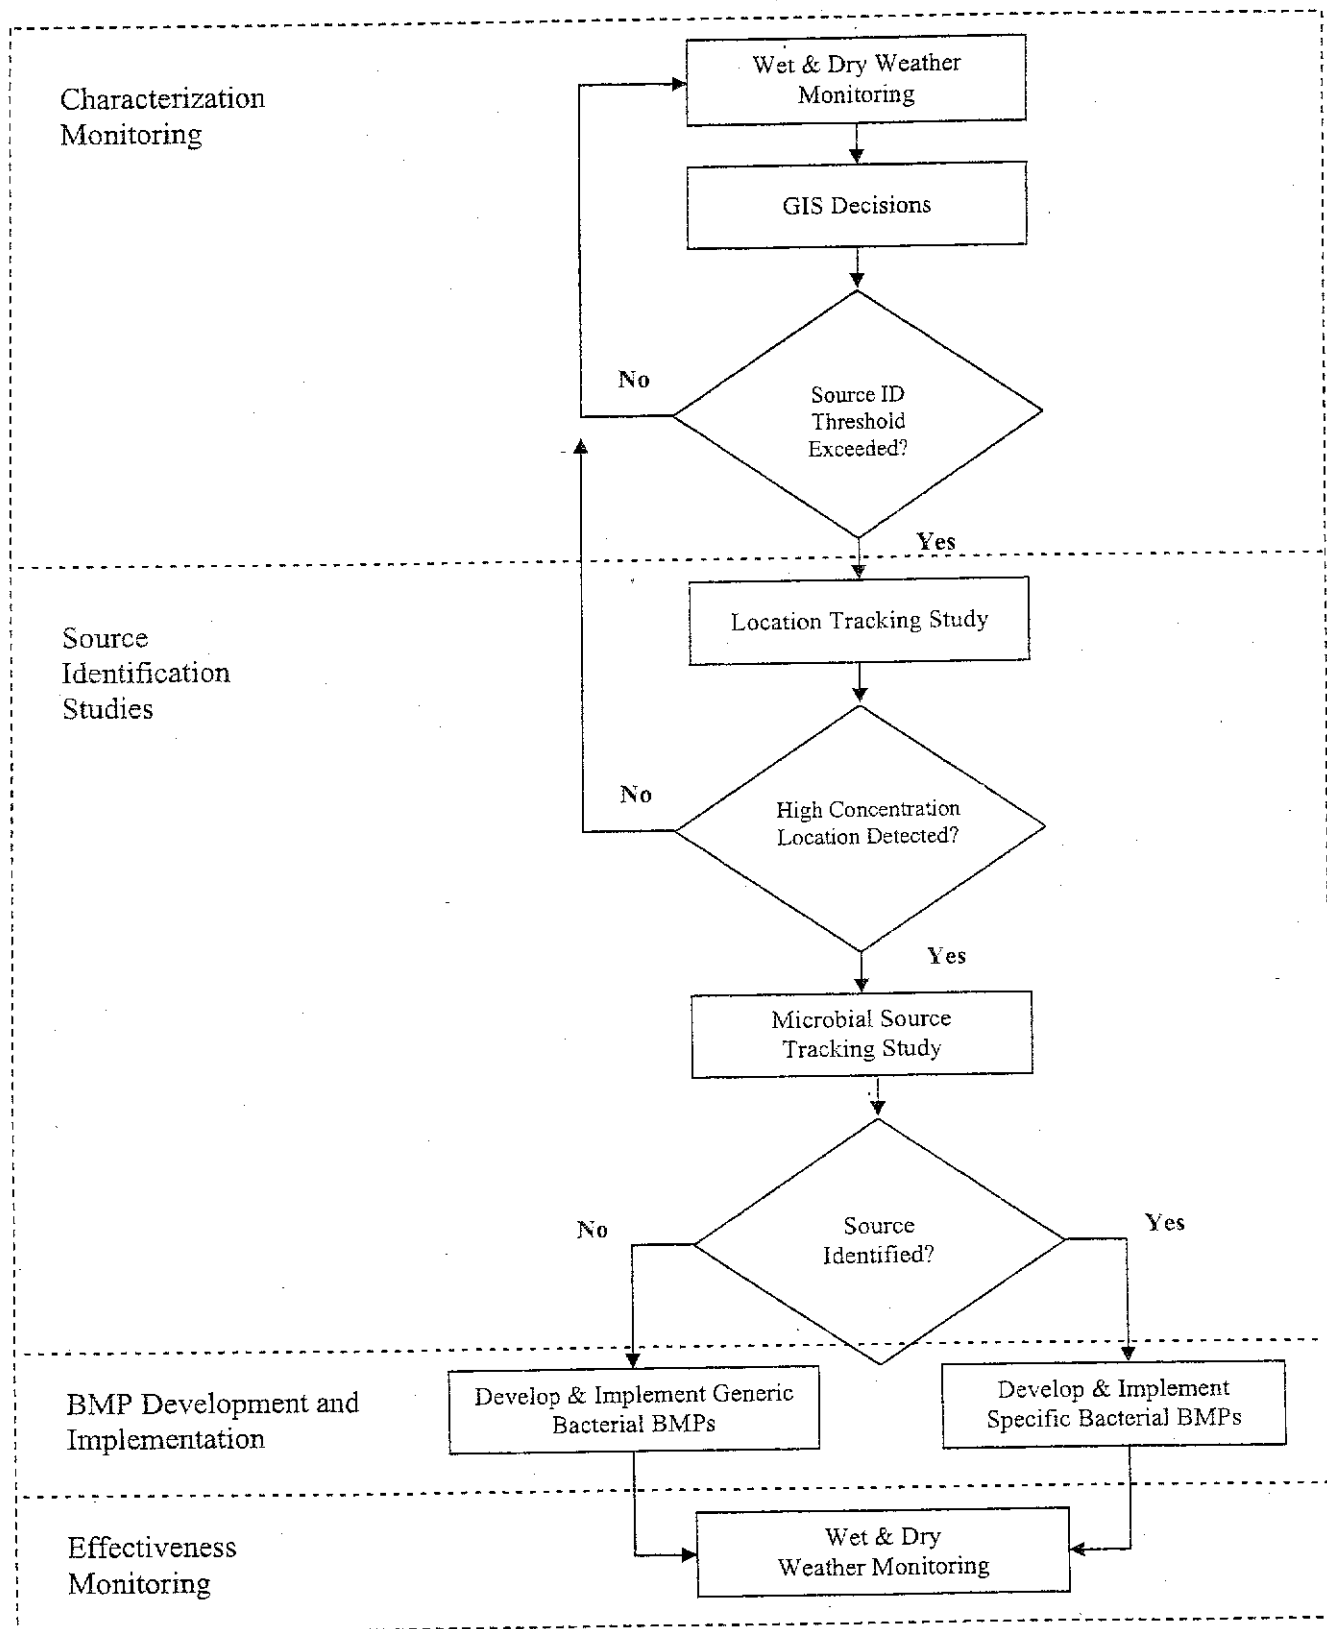 Characterization
Monitoring
Wet & Dry Weather
Monitoring
GIS Decisions
No
Source ID
Threshold
Exceeded?
Yes
Source
Identification
Studies
Location Tracking Study
No
High Concentration
Location Detected?
Yes
Microbial Source
Tracking Study
No
Source
Identified?
Yes
BMP Development and
Implementation
Develop & Implement Generic
Bacterial BMPs
Develop & Implement
Specific Bacterial BMPs
Effectiveness
Monitoring
Wet & Dry
Weather Monitoring